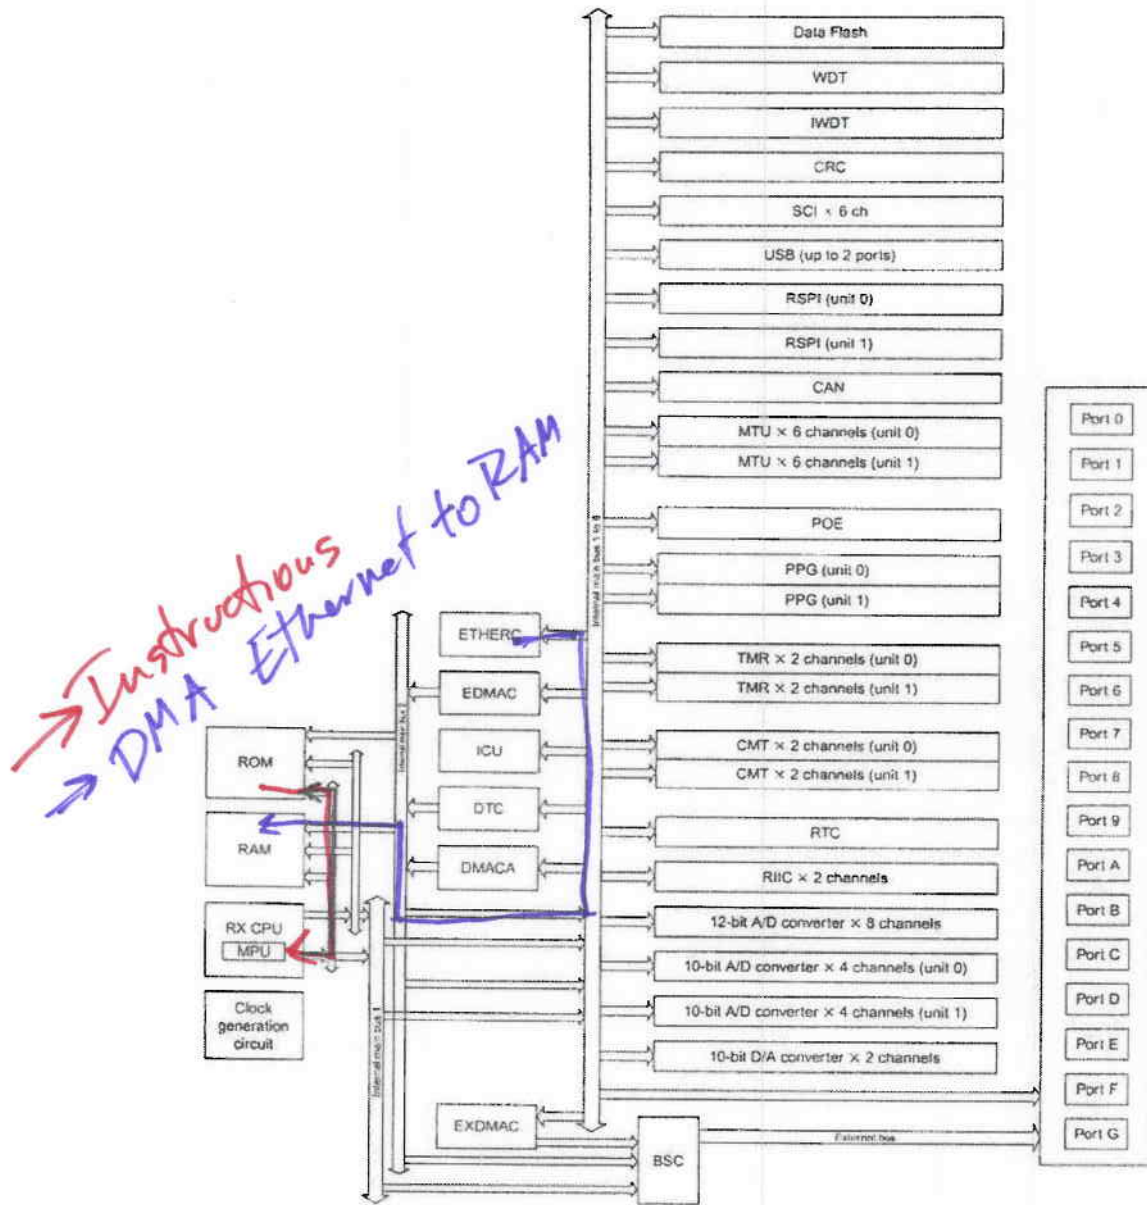 Data Flash
WDT
IWDT
CRC
SCI × 6 ch
USB (up to 2 ports)
RSPI (unit 0)
RSPI (unit 1)
CAN
MTU × 6 channels (unit 0)
MTU × 6 channels (unit 1)
POE
PPG (unit 0)
PPG (unit 1)
TMR × 2 channels (unit 0)
TMR × 2 channels (unit 1)
CMT × 2 channels (unit 0)
CMT × 2 channels (unit 1)
RTC
RIIC × 2 channels
12-bit A/D converter × 8 channels
10-bit A/D converter × 4 channels (unit 0)
10-bit A/D converter × 4 channels (unit 1)
10-bit D/A converter × 2 channels
Port 0
Port 1
Port 2
Port 3
Port 4
Port 5
Port 6
Port 7
Port 8
Port 9
Port A
Port B
Port C
Port D
Port E
Port F
Port G
Instructions
DMA Ethernet to RAM
Internal main bus 1 to 6
ETHERC
EDMAC
ICU
DTC
DMACA
Internal main bus 2
ROM
RAM
RX CPU
MPU
Clock
generation
circuit
Internal main bus 1
EXDMAC
BSC
External bus